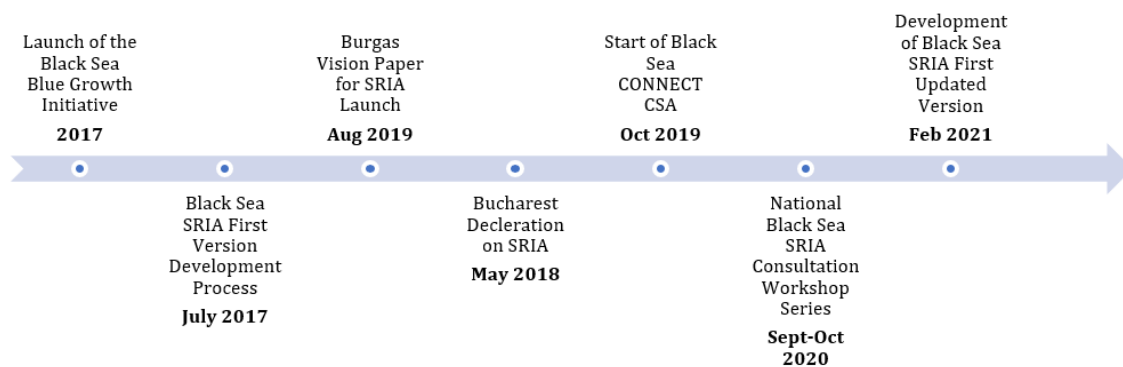 Launch of the
Black Sea
Blue Growth
Initiative
2017
Black Sea
SRIA First
Version
Development
Process
July 2017
Burgas
Vision Paper
for SRIA
Launch
Aug 2019
Bucharest
Decleration
on SRIA
May 2018
Start of Black
Sea
CONNECT
CSA
Oct 2019
National
Black Sea
SRIA
Consultation
Workshop
Series
Sept-Oct
2020
Development
of Black Sea
SRIA First
Updated
Version
Feb 2021